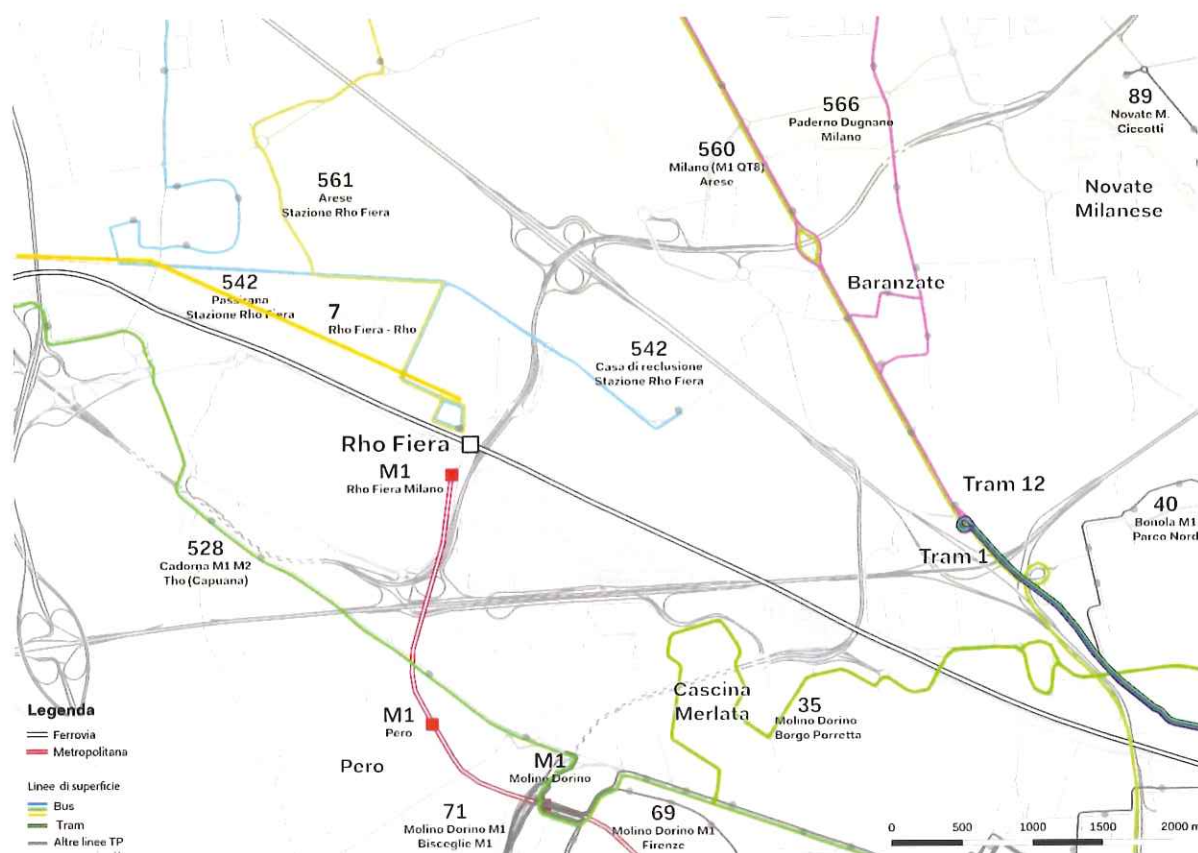 566
Paderno Dugnano
Milano
89
Novate M.
Ciccotti
560
Milano (M1 QT8)
Arese
561
Arese
Stazione Rho Fiera
Novate
Milanese
542
Passirana
Stazione Rho Fiera
7
Rho Fiera - Rho
Baranzate
542
Casa di reclusione
Stazione Rho Fiera
Rho Fiera
M1
Rho Fiera Milano
Tram 12
40
Bonola M1
Parco Nord
Tram 1
528
Cadorna M1 M2
Tho (Capuana)
Cascina
Merlata
35
Molino Dorino
Borgo Porretta
M1
Pero
Pero
M1
Molino Dorino
71
Molino Dorino M1
Bisceglie M1
69
Molino Dorino M1
Firenze
Legenda
Ferrovia
Metropolitana
Linee di superficie
Bus
Tram
Altre linee TP
0 500 1000 1500 2000 m